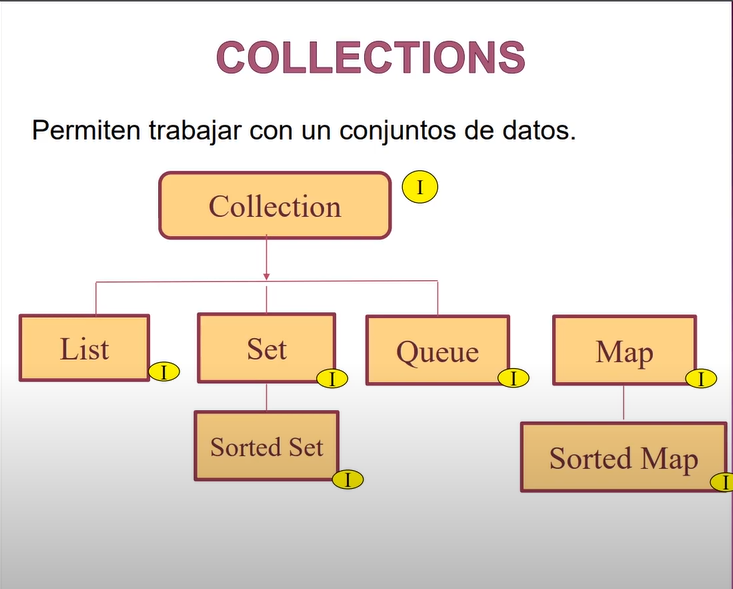 COLLECTIONS
Permiten trabajar con un conjuntos de datos.
Collection
I
List
I
Set
I
Queue
I
Map
I
Sorted Set
I
Sorted Map
I